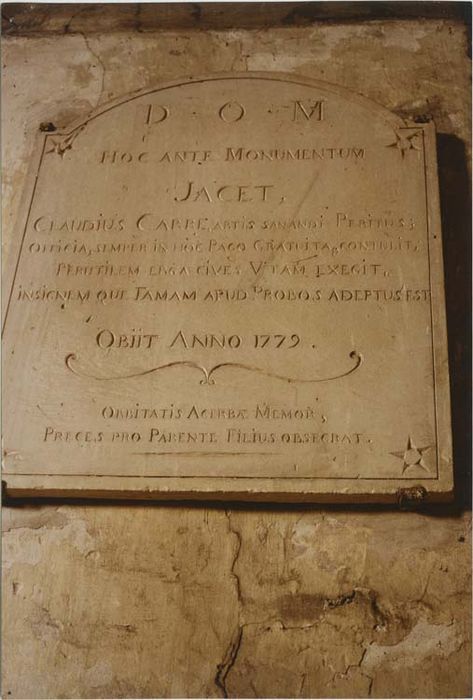 D · O · M
HOC ANTE MONUMENTUM
JACET,
CLAUDIUS CARRE, ARTIS SANANDI PERITUS;
OFFICIA, SEMPER IN HOC PAGO GRATUITA, CONTULIT,
PERUTILEM ERGA CIVES VITAM EXEGIT,
INSIGNEM QUE FAMAM APUD PROBOS ADEPTUS EST
OBIIT ANNO 1779.
ORBITATIS ACERBÆ MEMOR,
PRECES PRO PARENTE FILIUS OBSECRAT.